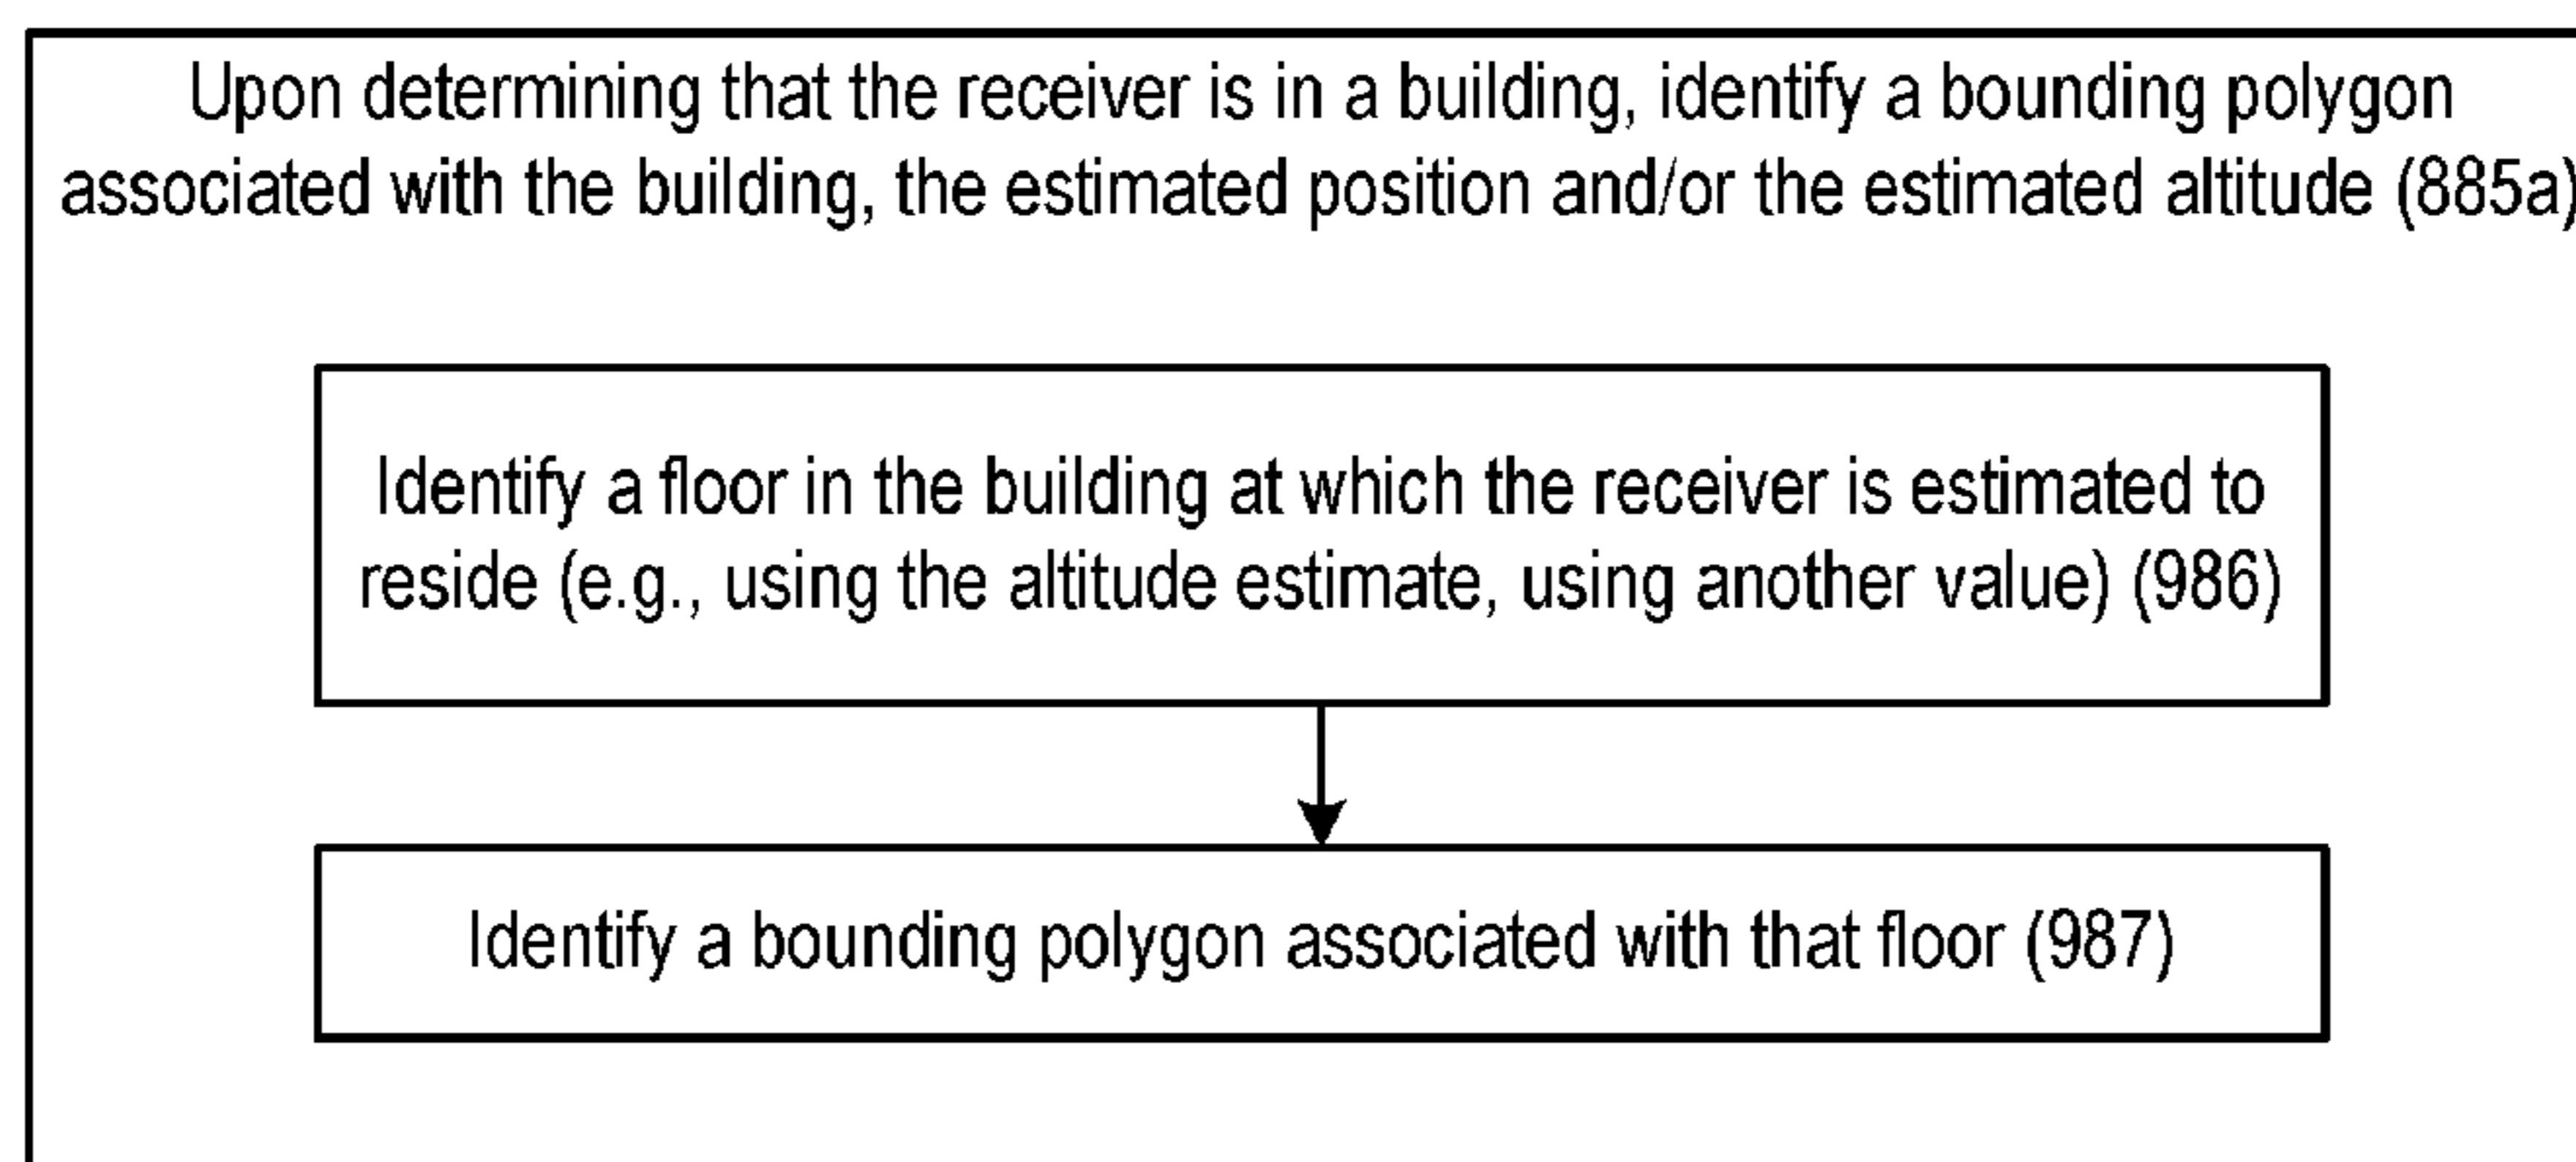 Upon determining that the receiver is in a building, identify a bounding polygon
associated with the building, the estimated position and/or the estimated altitude (885a)
Identify a floor in the building at which the receiver is estimated to
reside (e.g., using the altitude estimate, using another value) (986)
Identify a bounding polygon associated with that floor (987)